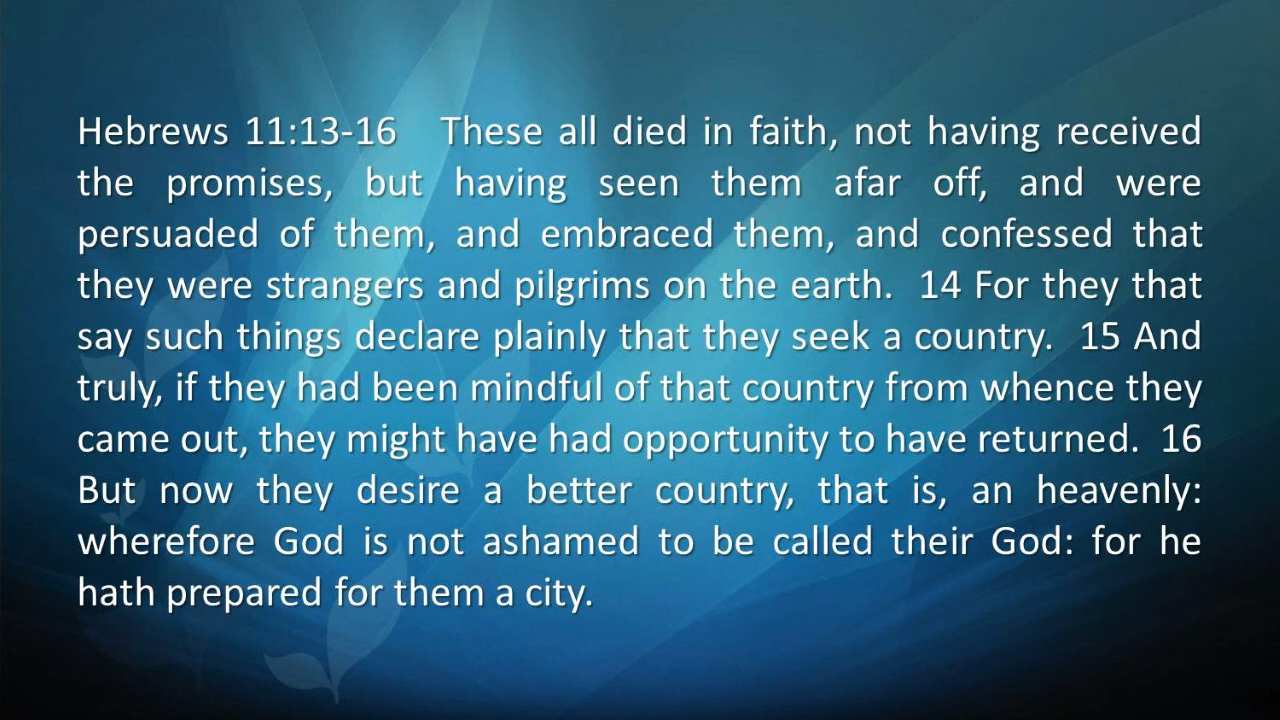 Hebrews 11:13-16 These all died in faith, not having received
the promises, but having seen them afar off, and were
persuaded of them, and embraced them, and confessed that
they were strangers and pilgrims on the earth. 14 For they that
say such things declare plainly that they seek a country. 15 And
truly, if they had been mindful of that country from whence they
came out, they might have had opportunity to have returned. 16
But now they desire a better country, that is, an heavenly:
wherefore God is not ashamed to be called their God: for he
hath prepared for them a city.